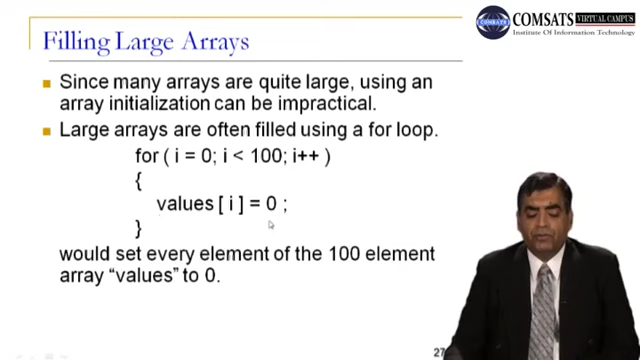 Filling Large Arrays
COMSATS
VIRTUAL CAMPUS
Institute Of Information Technology
Since many arrays are quite large, using an
array initialization can be impractical.
Large arrays are often filled using a for loop.
for ( i = 0; i < 100; i++ )
{
values [ i ] = 0 ;
}
would set every element of the 100 element
array “values” to 0.
27